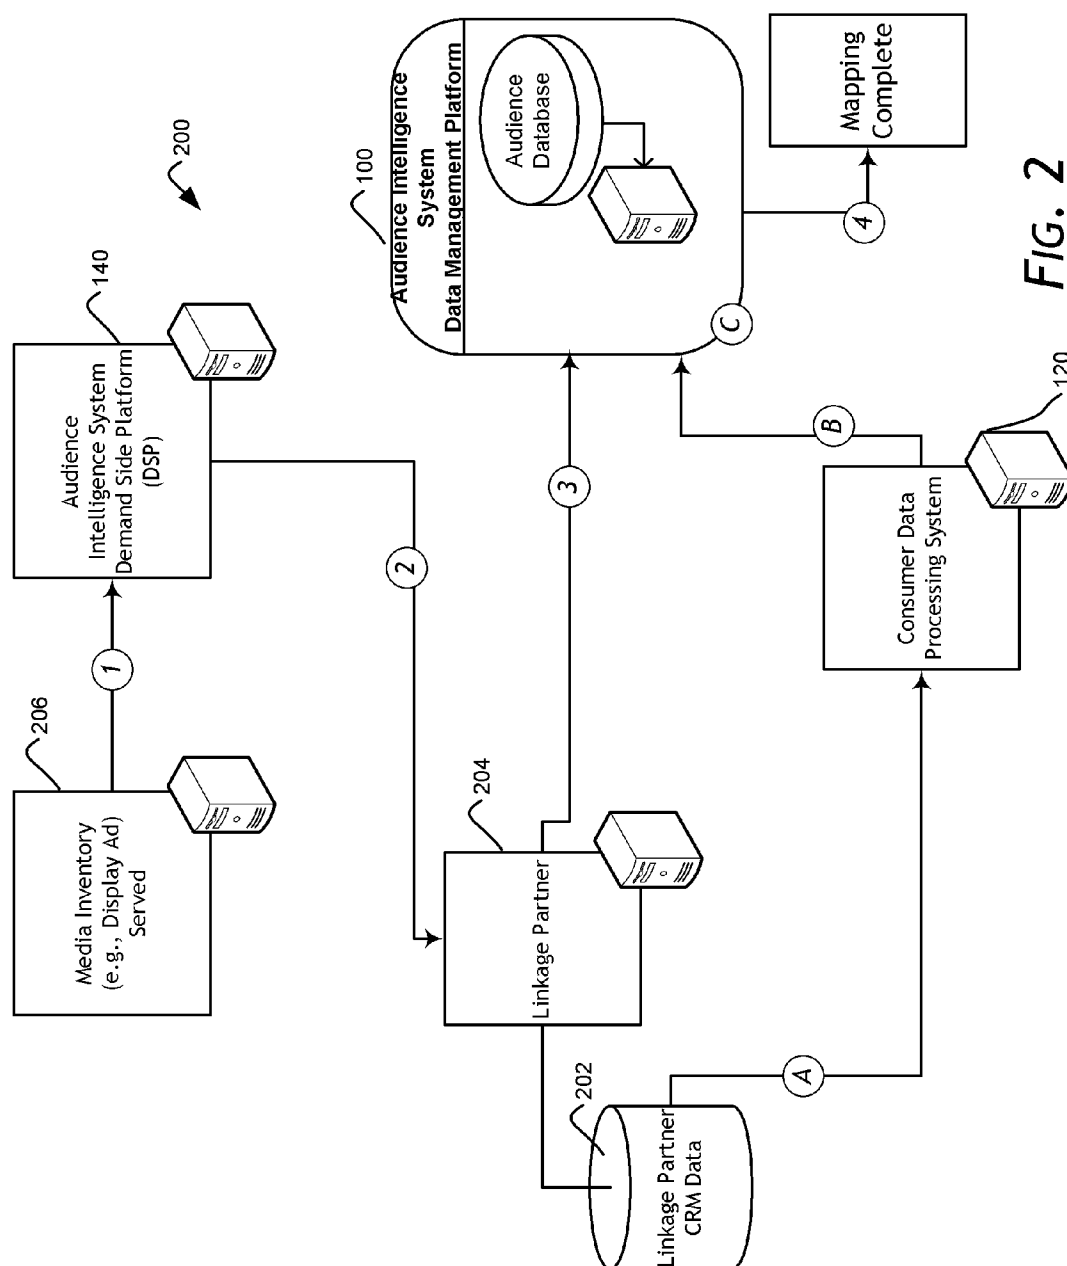 200
206
Media Inventory
(e.g., Display Ad)
Served
1
140
Audience
Intelligence System
Demand Side Platform
(DSP)
2
202
Linkage Partner
CRM Data
204
Linkage Partner
3
100
Audience Intelligence
System
Data Management Platform
Audience
Database
A
120
Consumer Data
Processing System
B
C
4
Mapping
Complete
FIG. 2